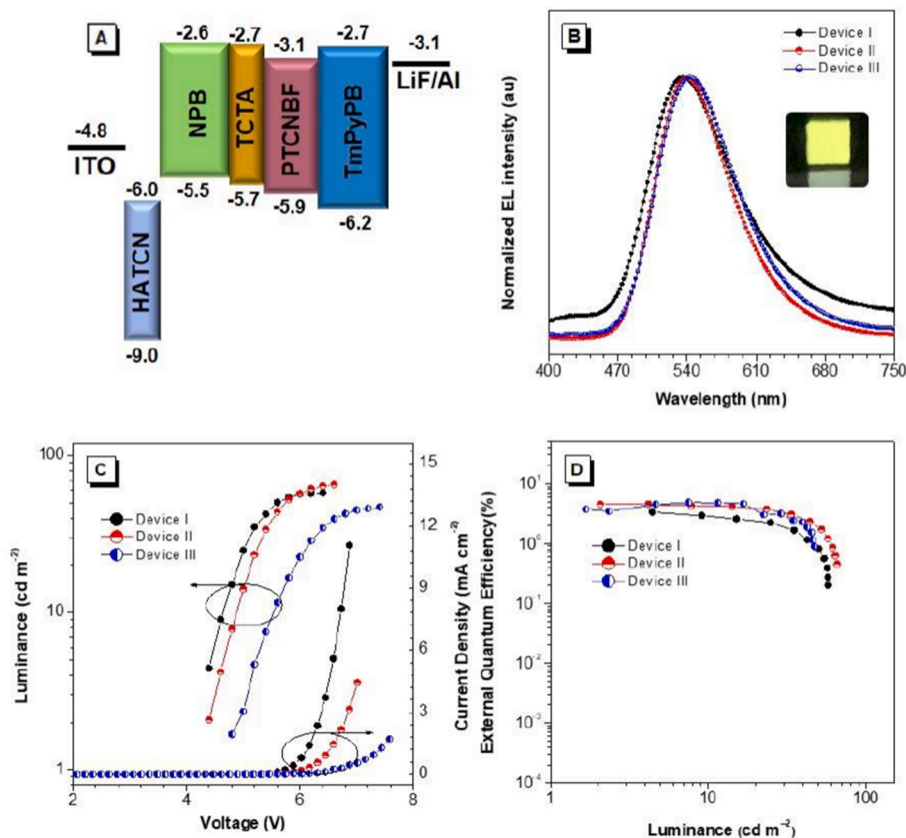 A
-2.6
-2.7
-3.1
-2.7
-3.1
LiF/Al
NPB
TCTA
PTCNBF
TmPyPB
-4.8
ITO
-5.5
-5.7
-5.9
-6.2
-6.0
HATCN
-9.0
B
Device I
Device II
Device III
Normalized EL intensity (au)
400
470
540
610
680
750
Wavelength (nm)
C
Device I
Device II
Device III
Luminance (cd m⁻²)
100
10
1
15
12
9
6
3
0
Current Density (mA cm⁻²)
2
4
6
8
Voltage (V)
D
Device I
Device II
Device III
External Quantum Efficiency(%)
10¹
10⁰
10⁻¹
10⁻²
10⁻³
10⁻⁴
1
10
100
Luminance (cd m⁻²)